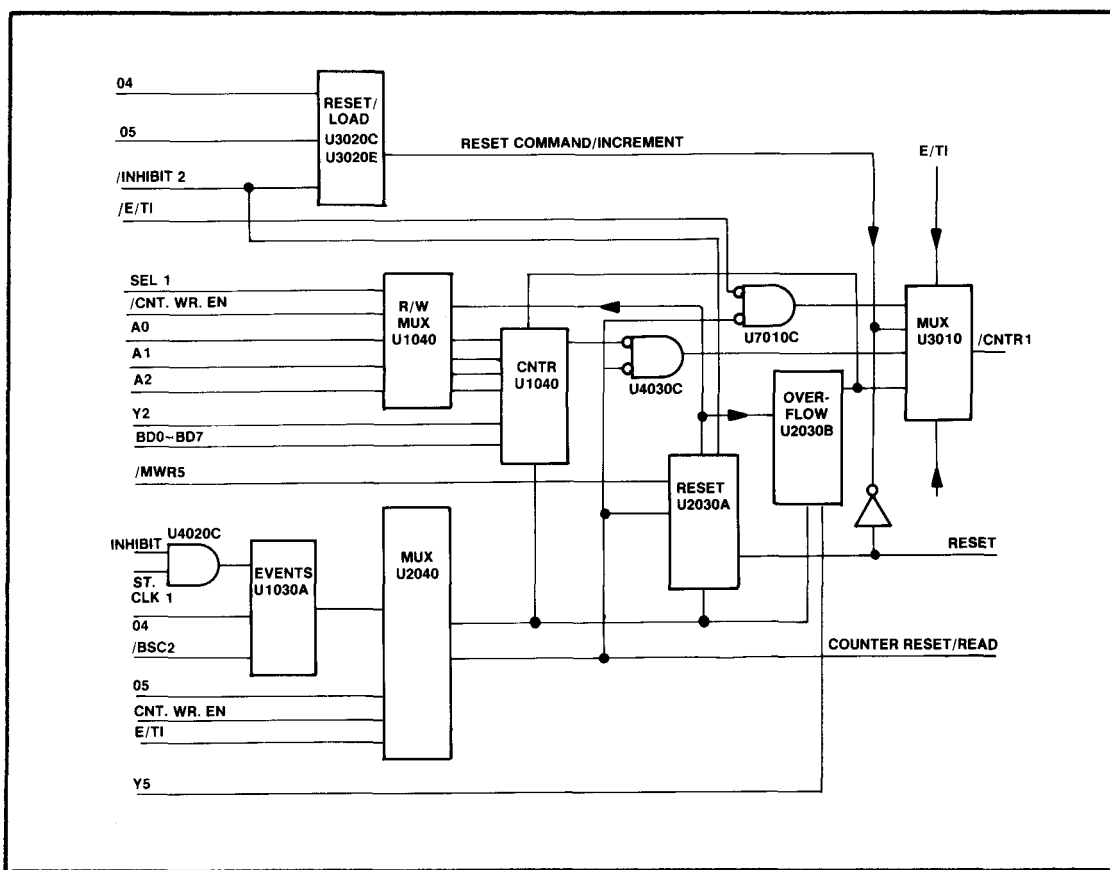 04
RESET/
LOAD
U3020C
U3020E
05
RESET COMMAND/INCREMENT
E/TI
/INHIBIT 2
/E/TI
SEL 1
/CNT. WR. EN
A0
A1
A2
R/W
MUX
U1040
CNTR
U1040
U7010C
U4030C
MUX
U3010
/CNTR1
OVER-
FLOW
U2030B
Y2
BD0~BD7
/MWR5
RESET
U2030A
U4020C
INHIBIT
ST.
CLK 1
EVENTS
U1030A
MUX
U2040
RESET
04
/BSC2
COUNTER RESET/READ
05
CNT. WR. EN
E/TI
Y5